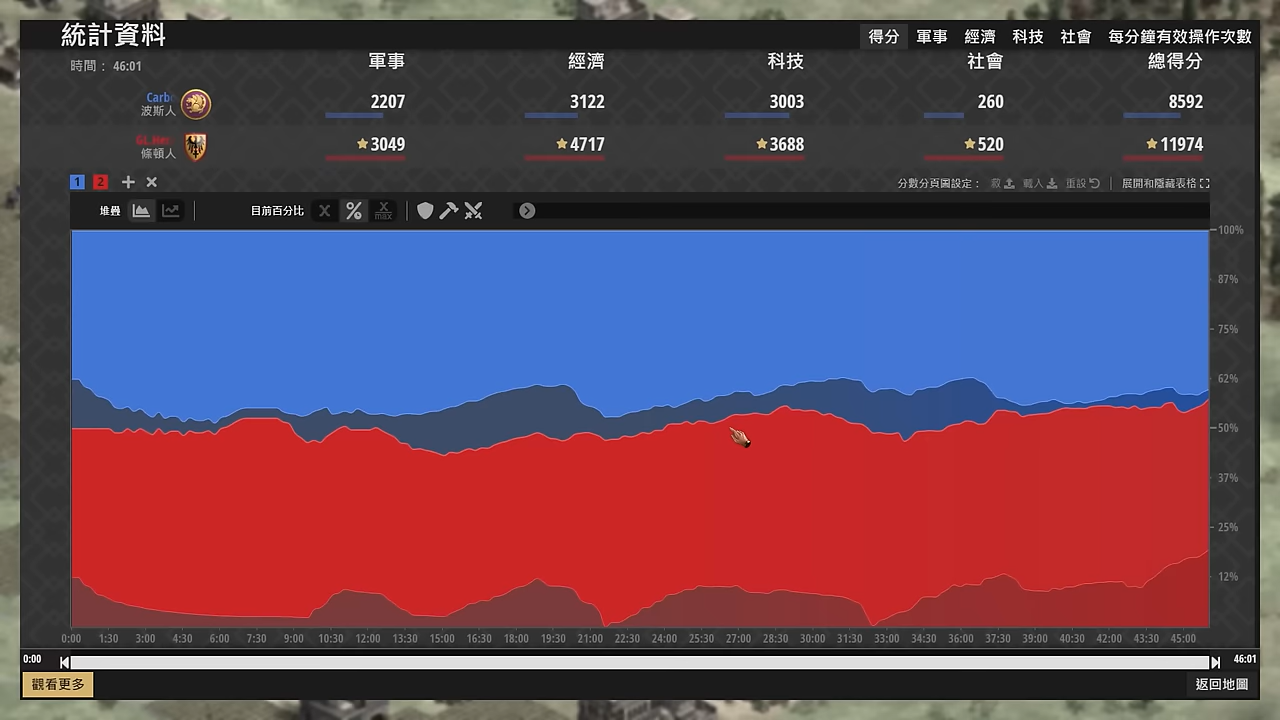 統計資料
得分 軍事 經濟 科技 社會 每分鐘有效操作次數
時間： 46:01
軍事 經濟 科技 社會 總得分
Carb
波斯人
2207 3122 3003 260 8592
條頓人
3049 4717 3688 520 11974
1 2
分數分頁圖設定： 載入 重設 展開和隱藏表格
堆疊 目前百分比 X % X max
100%
87%
75%
62%
50%
37%
25%
12%
0:00 1:30 3:00 4:30 6:00 7:30 9:00 10:30 12:00 13:30 15:00 16:30 18:00 19:30 21:00 22:30 24:00 25:30 27:00 28:30 30:00 31:30 33:00 34:30 36:00 37:30 39:00 40:30 42:00 43:30 45:00
0:00 46:01
觀看更多 返回地圖